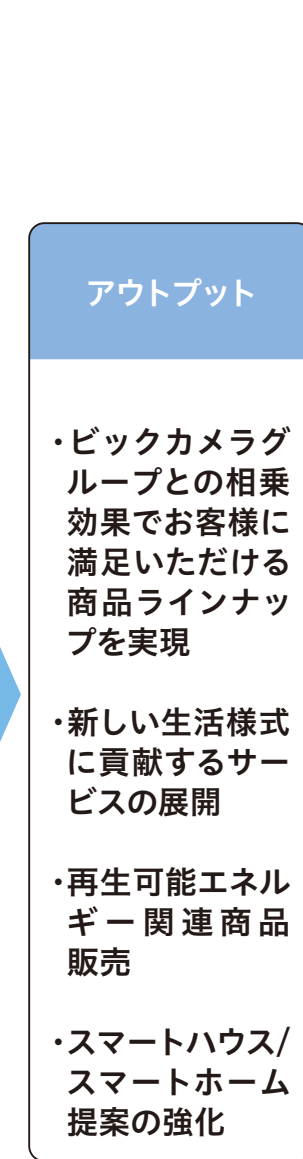 アウトプット
・ビックカメラグ
ループとの相乗
効果でお客様に
満足いただける
商品ラインナッ
プを実現
・新しい生活様式
に貢献するサー
ビスの展開
・再生可能エネル
ギー関連商品
販売
・スマートハウス/
スマートホーム
提案の強化